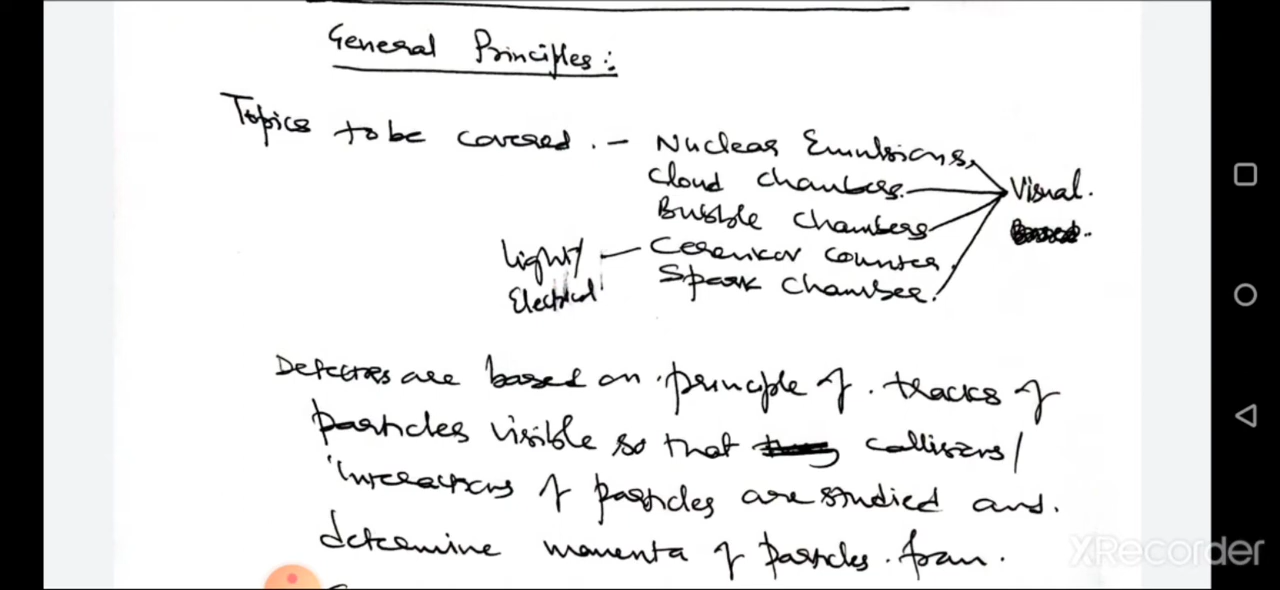 General Principles :
Topics to be covered. - Nuclear Emulsions,
Cloud Chambers.
Bubble Chambers
Visual.
Light/
Electrical
Cerenkov Counter.
Spark Chamber.
Detectors are based on principle of tracks of
particles visible so that collisions/
interactions of particles are studied and.
determine momenta of particles. from.
XRecorder